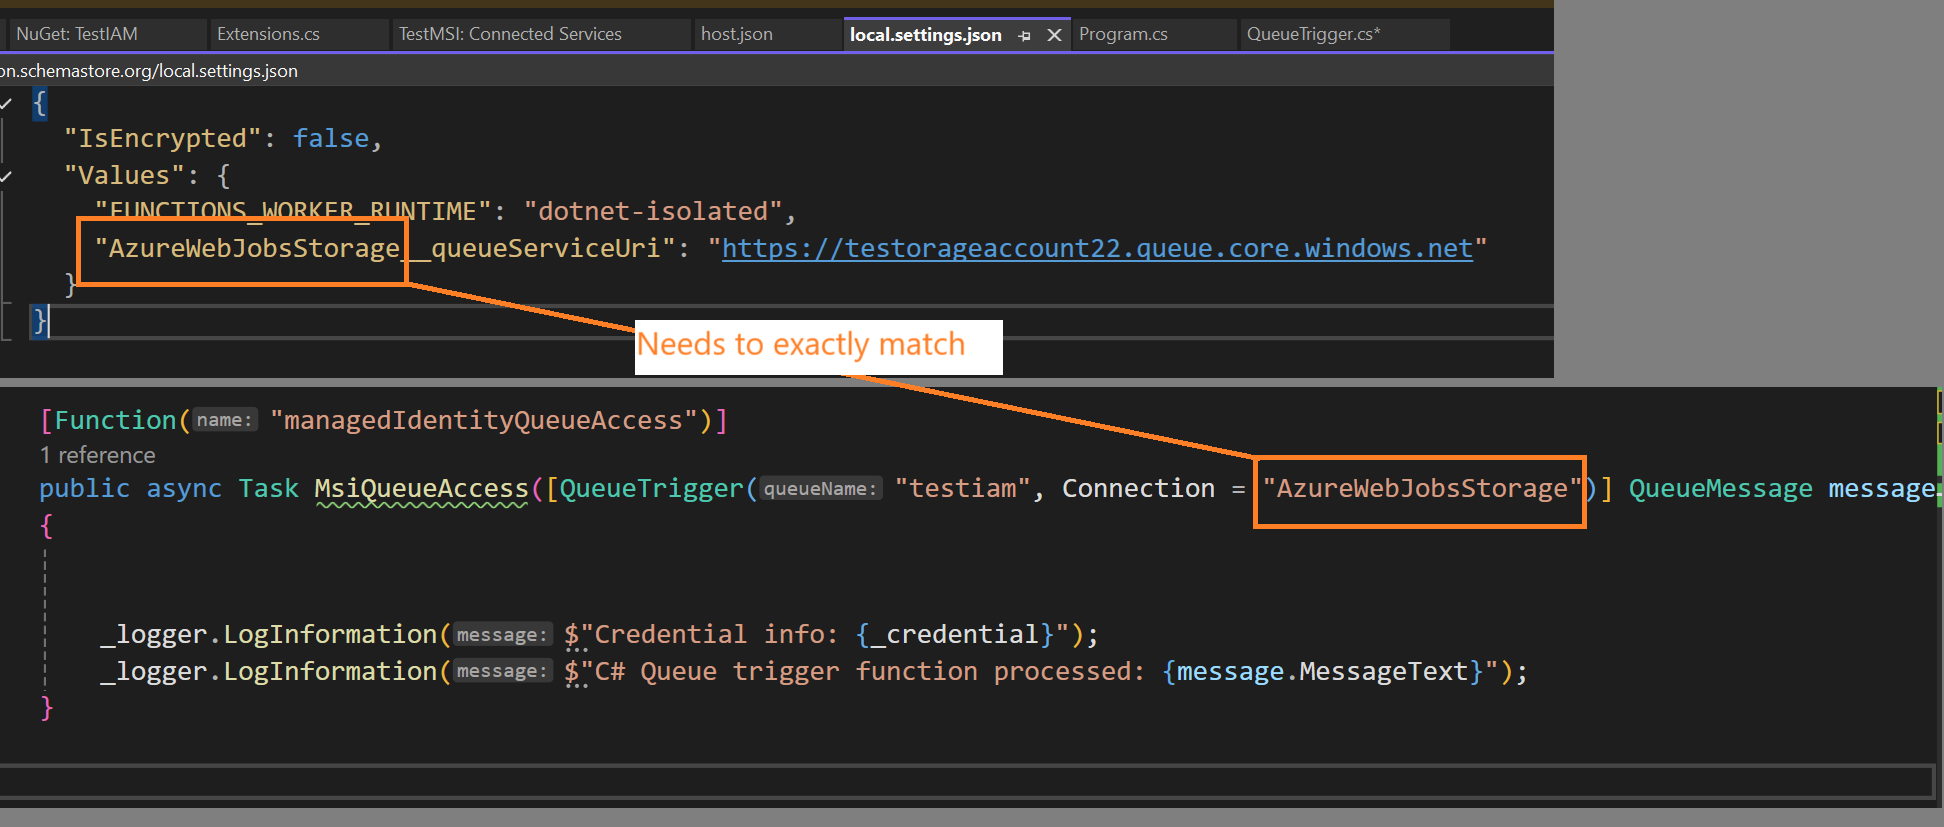 NuGet: TestIAM Extensions.cs TestMSI: Connected Services host.json local.settings.json Program.cs QueueTrigger.cs*
on.schemastore.org/local.settings.json
{
"IsEncrypted": false,
"Values": {
"FUNCTIONS_WORKER_RUNTIME": "dotnet-isolated",
"AzureWebJobsStorage__queueServiceUri": "https://testorageaccount22.queue.core.windows.net"
}
}
Needs to exactly match
[Function(name: "managedIdentityQueueAccess")]
1 reference
public async Task MsiQueueAccess([QueueTrigger(queueName: "testiam", Connection = "AzureWebJobsStorage")] QueueMessage message
{
_logger.LogInformation(message: $"Credential info: {_credential}");
_logger.LogInformation(message: $"C# Queue trigger function processed: {message.MessageText}");
}